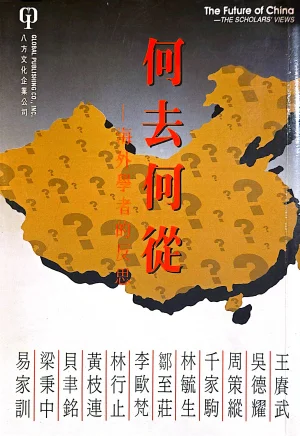 The Future of China
—THE SCHOLARS' VIEWS
GLOBAL PUBLISHING CO., INC.
八方文化企業公司
何去何從
——海外學者的反思
王賡武
吳德耀
周策縱
千家駒
林毓生
鄒至莊
李歐梵
林行止
黃枝連
貝聿銘
梁秉中
易家訓